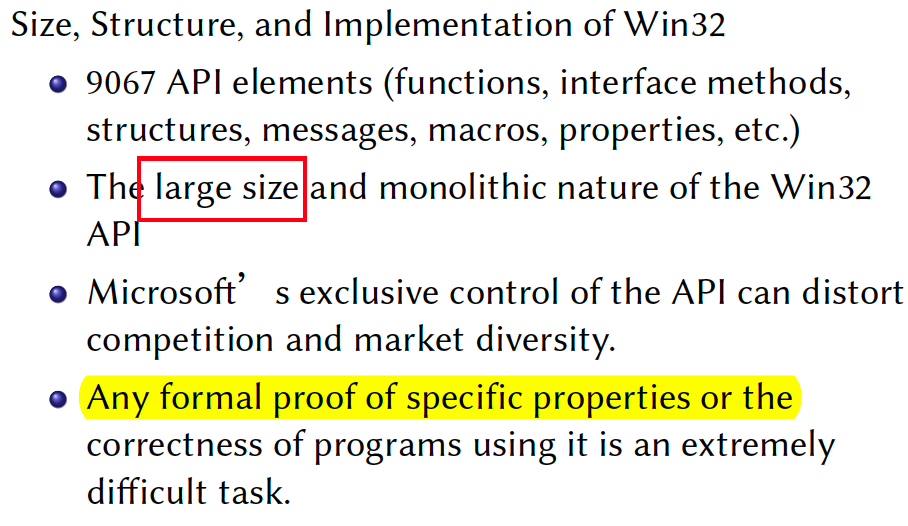 Size, Structure, and Implementation of Win32
9067 API elements (functions, interface methods,
structures, messages, macros, properties, etc.)
The large size and monolithic nature of the Win32
API
Microsoft’ s exclusive control of the API can distort
competition and market diversity.
Any formal proof of specific properties or the
correctness of programs using it is an extremely
difficult task.